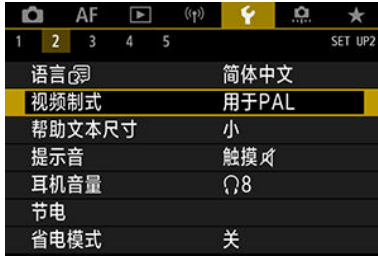 AF
1 2 3 4 5 SET UP2
语言
简体中文
视频制式 用于PAL
帮助文本尺寸 小
提示音 触摸
耳机音量 8
节电
省电模式 关